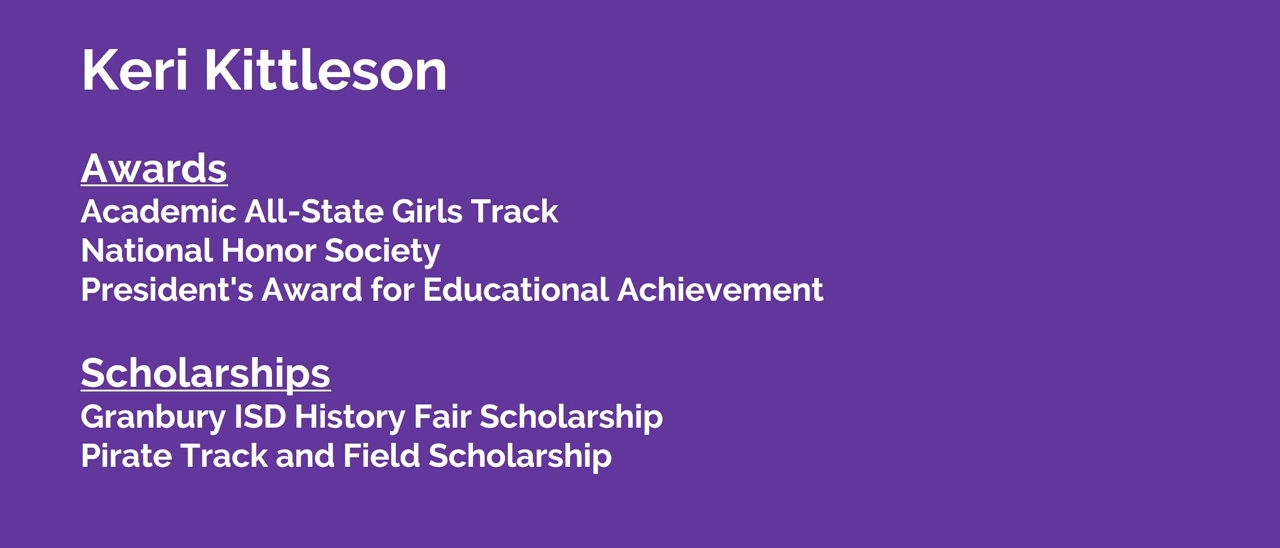 Keri Kittleson
Awards
Academic All-State Girls Track
National Honor Society
President's Award for Educational Achievement
Scholarships
Granbury ISD History Fair Scholarship
Pirate Track and Field Scholarship